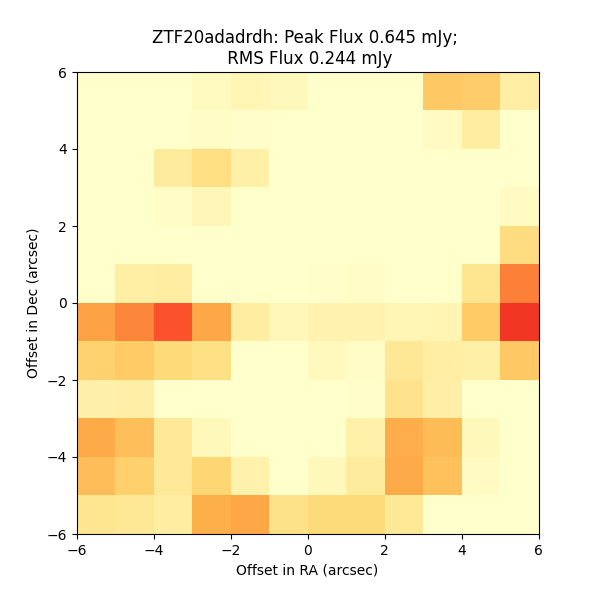 ZTF20adadrdh: Peak Flux 0.645 mJy;
RMS Flux 0.244 mJy
6
4
2
0
−2
−4
−6
Offset in Dec (arcsec)
−6 −4 −2 0 2 4 6
Offset in RA (arcsec)